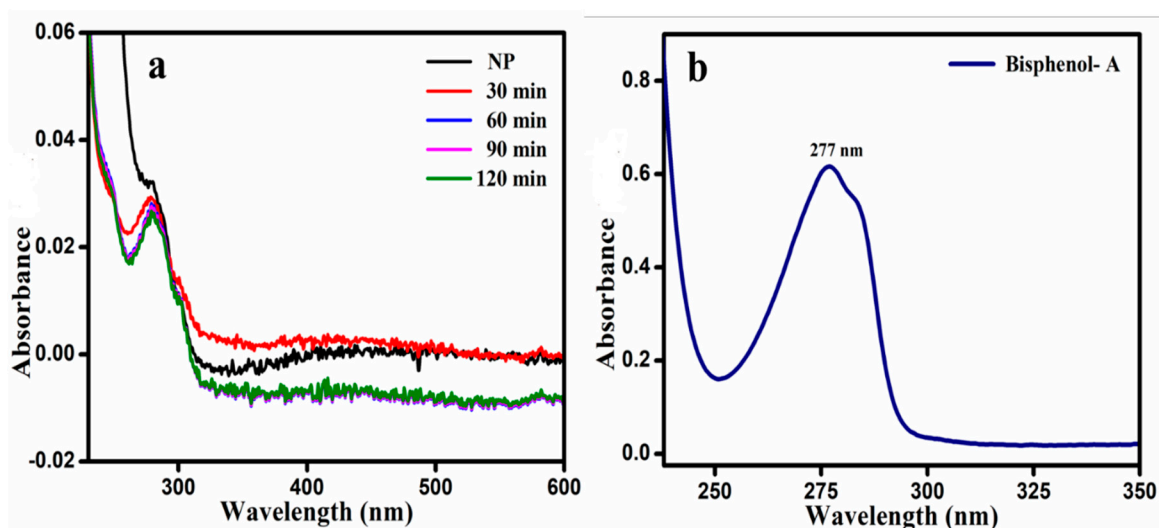 a
NP
30 min
60 min
90 min
120 min
0.06
0.04
0.02
0.00
-0.02
Absorbance
300
400
500
600
Wavelength (nm)
b
Bisphenol- A
277 nm
0.8
0.6
0.4
0.2
0.0
Absorbance
250
275
300
325
350
Wavelength (nm)